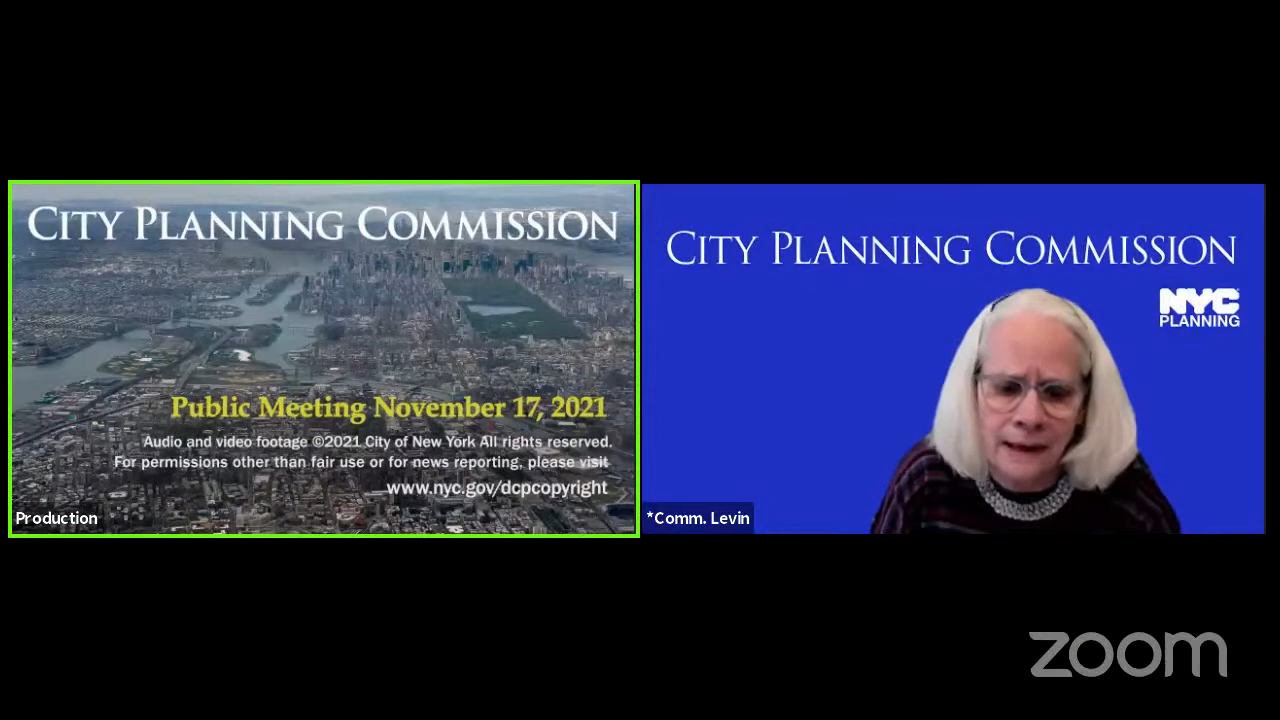 CITY PLANNING COMMISSION
Public Meeting November 17, 2021
Audio and video footage ©2021 City of New York All rights reserved.
For permissions other than fair use or for news reporting, please visit
www.nyc.gov/dcpcopyright
Production
CITY PLANNING COMMISSION
NYC
PLANNING
*Comm. Levin
zoom